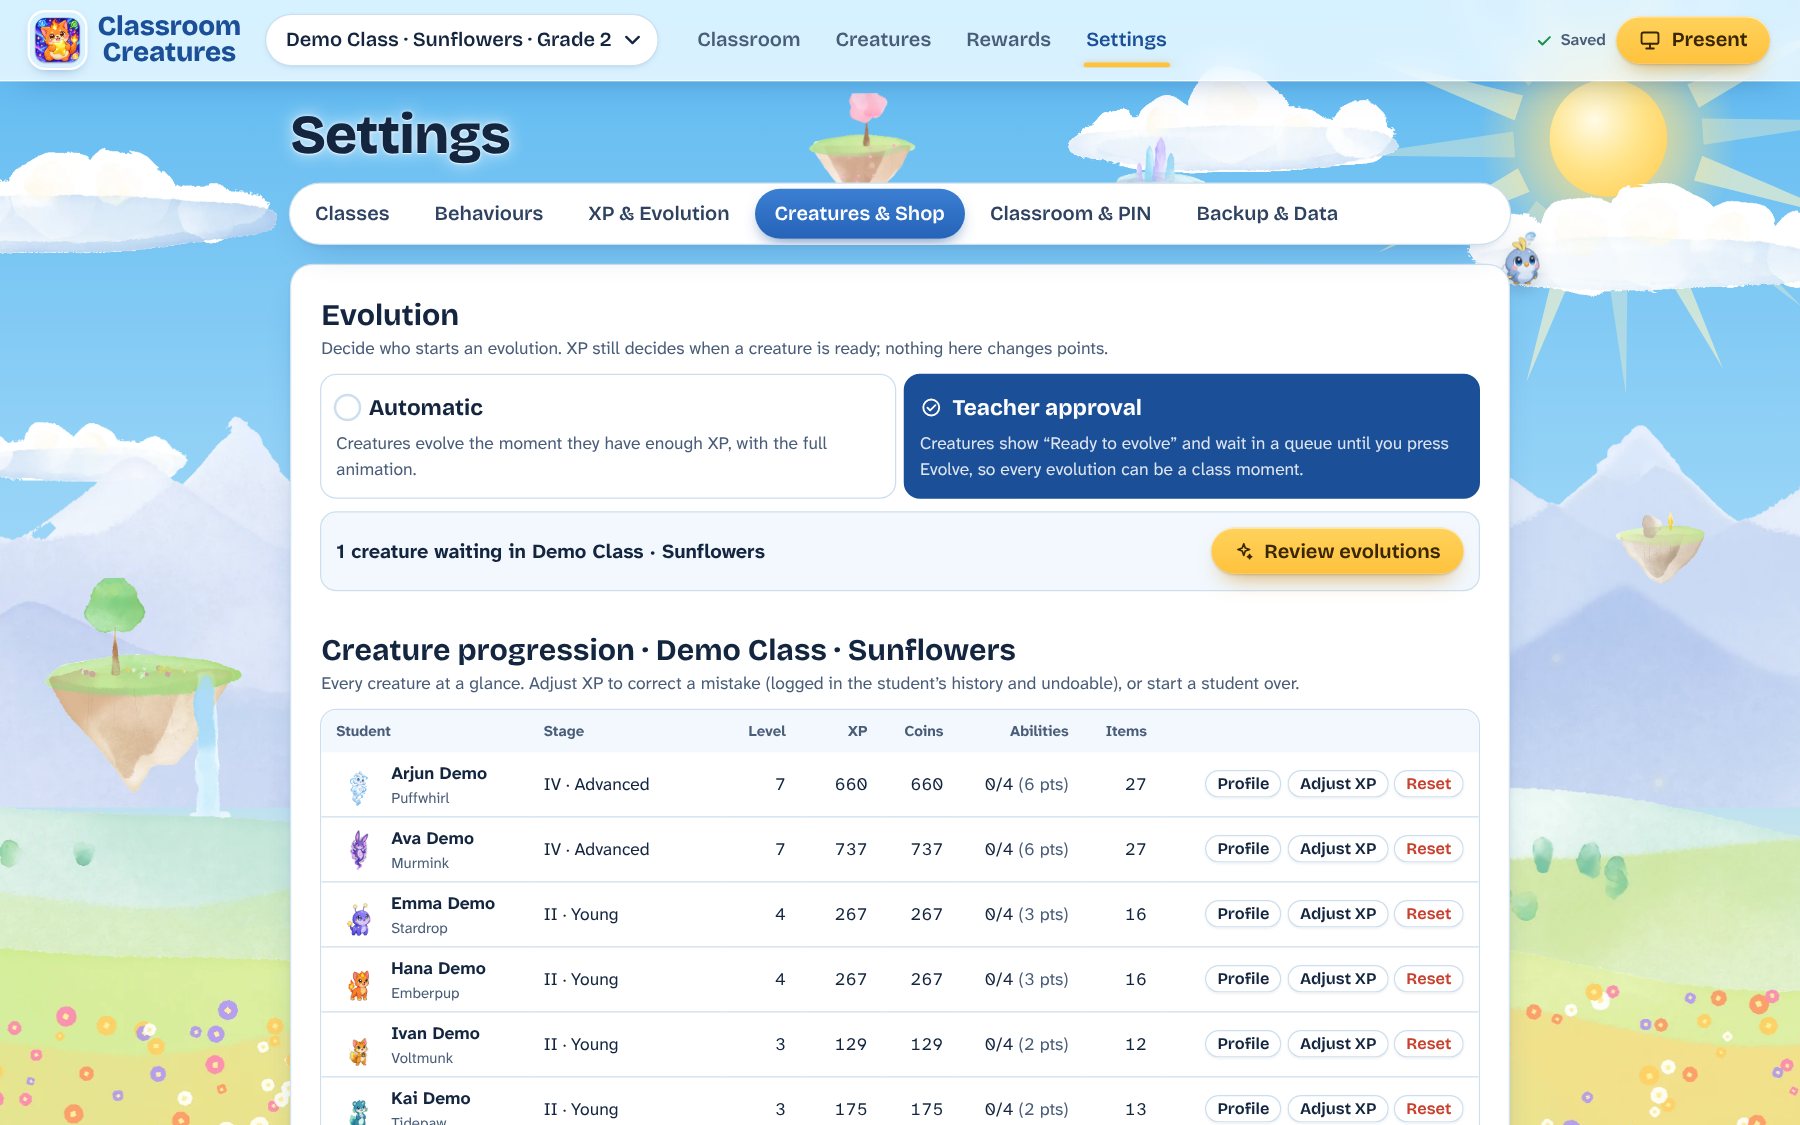 Classroom
Creatures
Demo Class · Sunflowers · Grade 2
Classroom
Creatures
Rewards
Settings
Saved
Present
Settings
Classes
Behaviours
XP & Evolution
Creatures & Shop
Classroom & PIN
Backup & Data
Evolution
Decide who starts an evolution. XP still decides when a creature is ready; nothing here changes points.
Automatic
Creatures evolve the moment they have enough XP, with the full
animation.
Teacher approval
Creatures show “Ready to evolve” and wait in a queue until you press
Evolve, so every evolution can be a class moment.
1 creature waiting in Demo Class · Sunflowers
Review evolutions
Creature progression · Demo Class · Sunflowers
Every creature at a glance. Adjust XP to correct a mistake (logged in the student’s history and undoable), or start a student over.
Student Stage Level XP Coins Abilities Items
Arjun Demo
Puffwhirl
IV · Advanced 7 660 660 0/4 (6 pts) 27 Profile Adjust XP Reset
Ava Demo
Murmink
IV · Advanced 7 737 737 0/4 (6 pts) 27 Profile Adjust XP Reset
Emma Demo
Stardrop
II · Young 4 267 267 0/4 (3 pts) 16 Profile Adjust XP Reset
Hana Demo
Emberpup
II · Young 4 267 267 0/4 (3 pts) 16 Profile Adjust XP Reset
Ivan Demo
Voltmunk
II · Young 3 129 129 0/4 (2 pts) 12 Profile Adjust XP Reset
Kai Demo
Tidepaw
II · Young 3 175 175 0/4 (2 pts) 13 Profile Adjust XP Reset